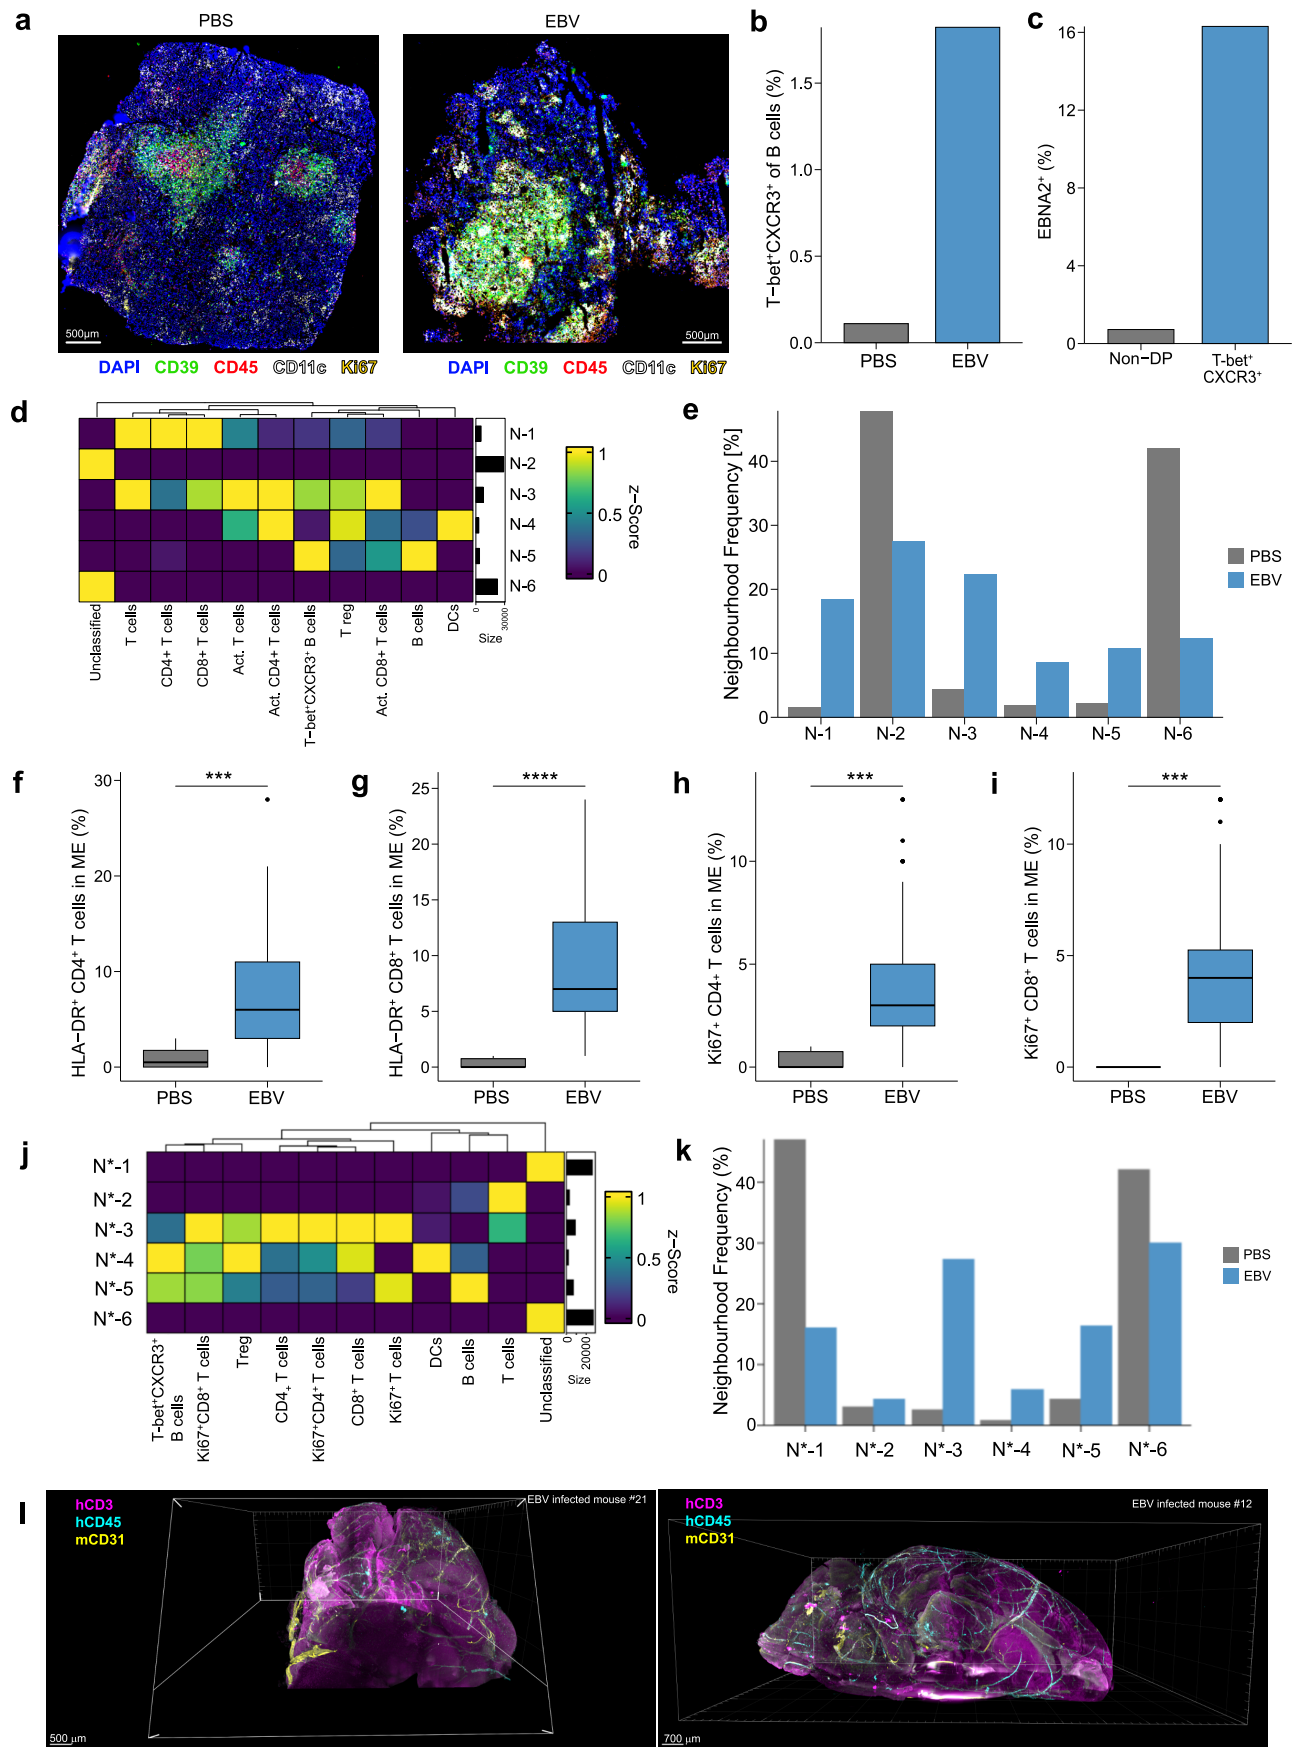 a
PBS
EBV
500μm
500μm
DAPI CD39 CD45 CD11c Ki67
DAPI CD39 CD45 CD11c Ki67
b
T-bet⁺CXCR3⁺ of B cells (%)
1.5
1.0
0.5
0.0
PBS EBV
c
EBNA2⁺ (%)
16
12
8
4
0
Non-DP T-bet⁺
CXCR3⁺
d
N-1
N-2
N-3
N-4
N-5
N-6
0 30000
Size
1
0.5
0
z-Score
Unclassified
T cells
CD4+ T cells
CD8+ T cells
Act. T cells
Act. CD4+ T cells
T-bet⁺CXCR3⁺ B cells
T reg
Act. CD8+ T cells
B cells
DCs
e
Neighbourhood Frequency [%]
40
30
20
10
0
N-1 N-2 N-3 N-4 N-5 N-6
PBS
EBV
f
HLA-DR⁺ CD4⁺ T cells in ME (%)
30
20
10
0
***
PBS EBV
g
HLA-DR⁺ CD8⁺ T cells in ME (%)
25
20
15
10
5
0
****
PBS EBV
h
Ki67₊ CD4₊ T cells in ME (%)
10
5
0
***
PBS EBV
i
Ki67⁺ CD8⁺ T cells in ME (%)
10
5
0
***
PBS EBV
j
N*-1
N*-2
N*-3
N*-4
N*-5
N*-6
T-bet⁺CXCR3⁺
B cells
Ki67⁺CD8⁺ T cells
Treg
CD4₊ T cells
Ki67⁺CD4⁺ T cells
CD8⁺ T cells
Ki67⁺ T cells
DCs
B cells
T cells
Unclassified
0 20000
Size
1
0.5
0
z-Score
k
Neighbourhood Frequency (%)
40
30
20
10
0
N*-1 N*-2 N*-3 N*-4 N*-5 N*-6
PBS
EBV
l
hCD3
hCD45
mCD31
EBV infected mouse #21
500 μm
hCD3
hCD45
mCD31
EBV infected mouse #12
700 μm